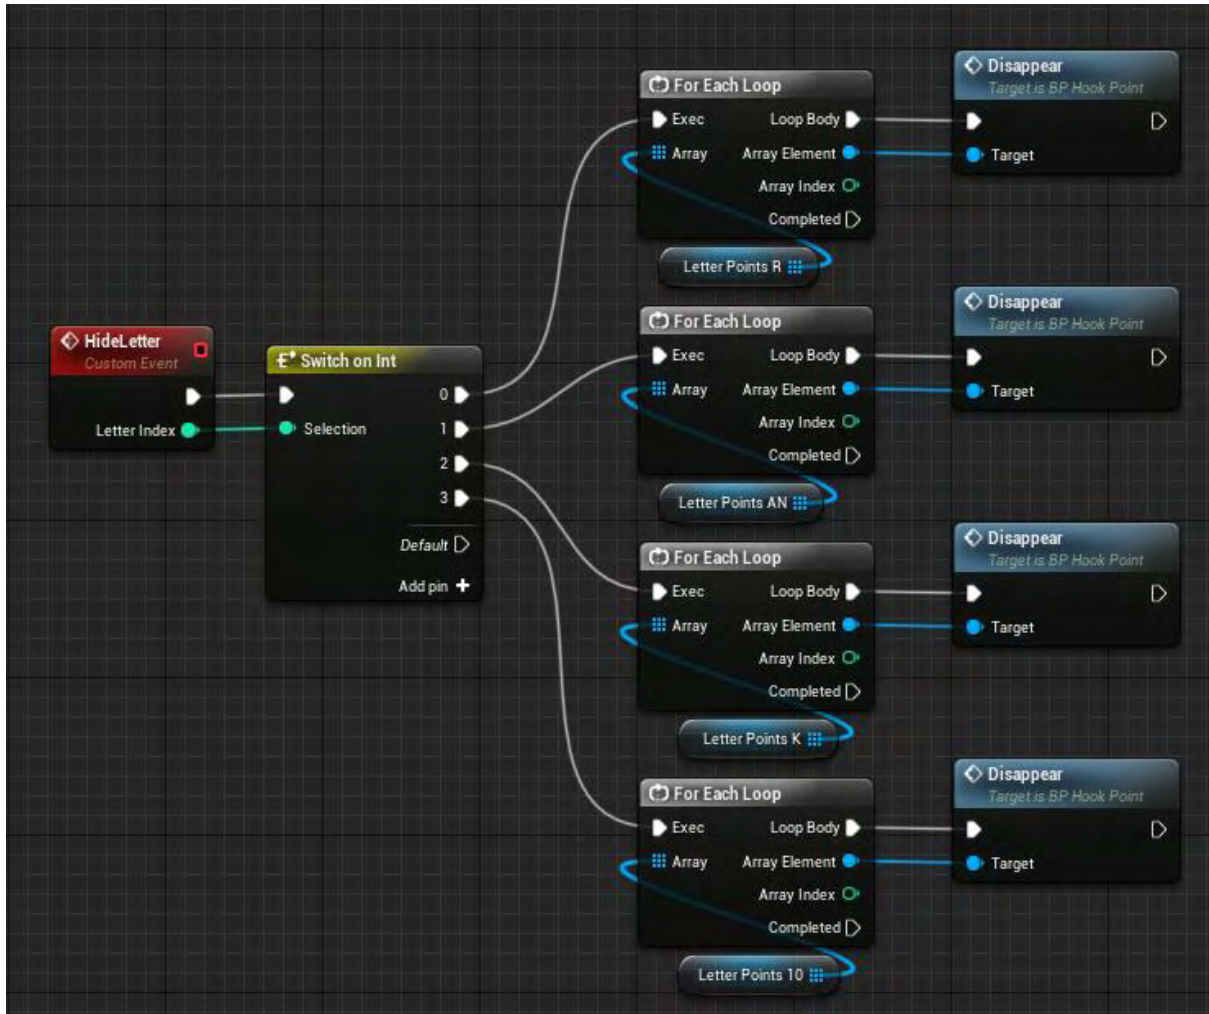 HideLetter
Custom Event
Letter Index
Switch on Int
Selection
0
1
2
3
Default
Add pin
For Each Loop
Exec
Loop Body
Array
Array Element
Array Index
Completed
Letter Points R
Disappear
Target is BP Hook Point
Target
For Each Loop
Exec
Loop Body
Array
Array Element
Array Index
Completed
Letter Points AN
Disappear
Target is BP Hook Point
Target
For Each Loop
Exec
Loop Body
Array
Array Element
Array Index
Completed
Letter Points K
Disappear
Target is BP Hook Point
Target
For Each Loop
Exec
Loop Body
Array
Array Element
Array Index
Completed
Letter Points 10
Disappear
Target is BP Hook Point
Target